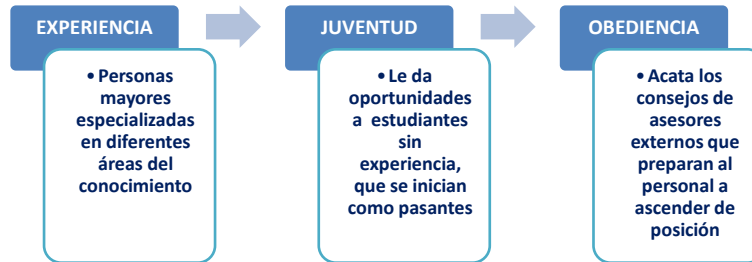 EXPERIENCIA
• Personas
mayores
especializadas
en diferentes
áreas del
conocimiento
JUVENTUD
• Le da
oportunidades
a estudiantes
sin
experiencia,
que se inician
como pasantes
OBEDIENCIA
• Acata los
consejos de
asesores
externos que
preparan al
personal a
ascender de
posición